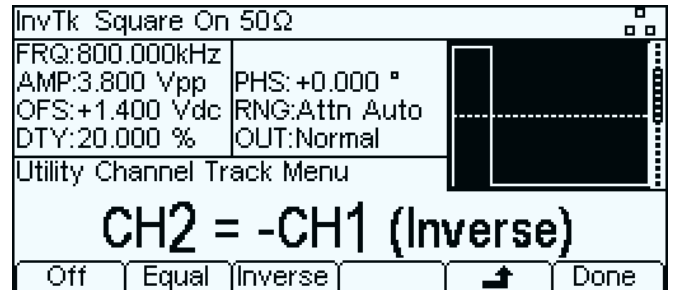 InvTk Square On 50Ω
FRQ:800.000kHz
AMP:3.800 Vpp PHS:+0.000 °
OFS:+1.400 Vdc RNG:Attn Auto
DTY:20.000 % OUT:Normal
Utility Channel Track Menu
CH2 = -CH1 (Inverse)
Off Equal Inverse Done